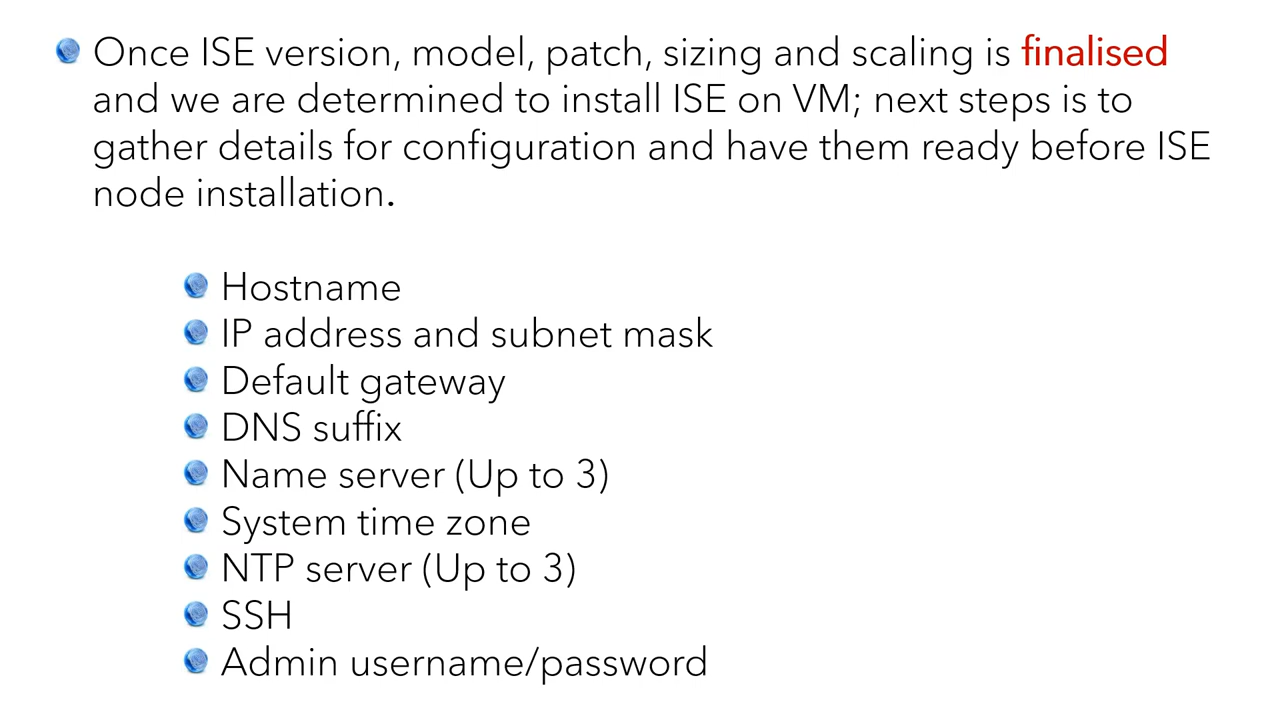 Once ISE version, model, patch, sizing and scaling is finalised
and we are determined to install ISE on VM; next steps is to
gather details for configuration and have them ready before ISE
node installation.
Hostname
IP address and subnet mask
Default gateway
DNS suffix
Name server (Up to 3)
System time zone
NTP server (Up to 3)
SSH
Admin username/password